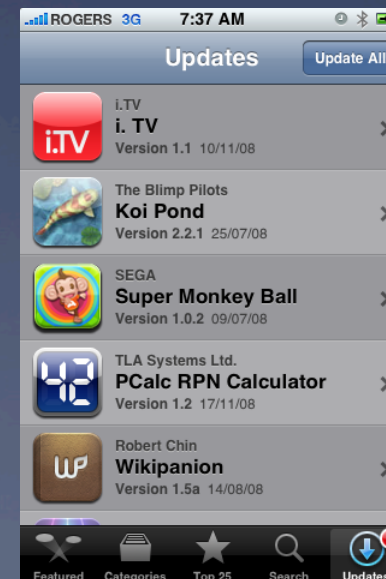 ROGERS 3G 7:37 AM
Updates
Update All
i.TV
i.TV
i. TV
Version 1.1 10/11/08
The Blimp Pilots
Koi Pond
Version 2.2.1 25/07/08
SEGA
Super Monkey Ball
Version 1.0.2 09/07/08
42
TLA Systems Ltd.
PCalc RPN Calculator
Version 1.2 17/11/08
WP
Robert Chin
Wikipanion
Version 1.5a 14/08/08
Featured Categories Top 25 Search Update